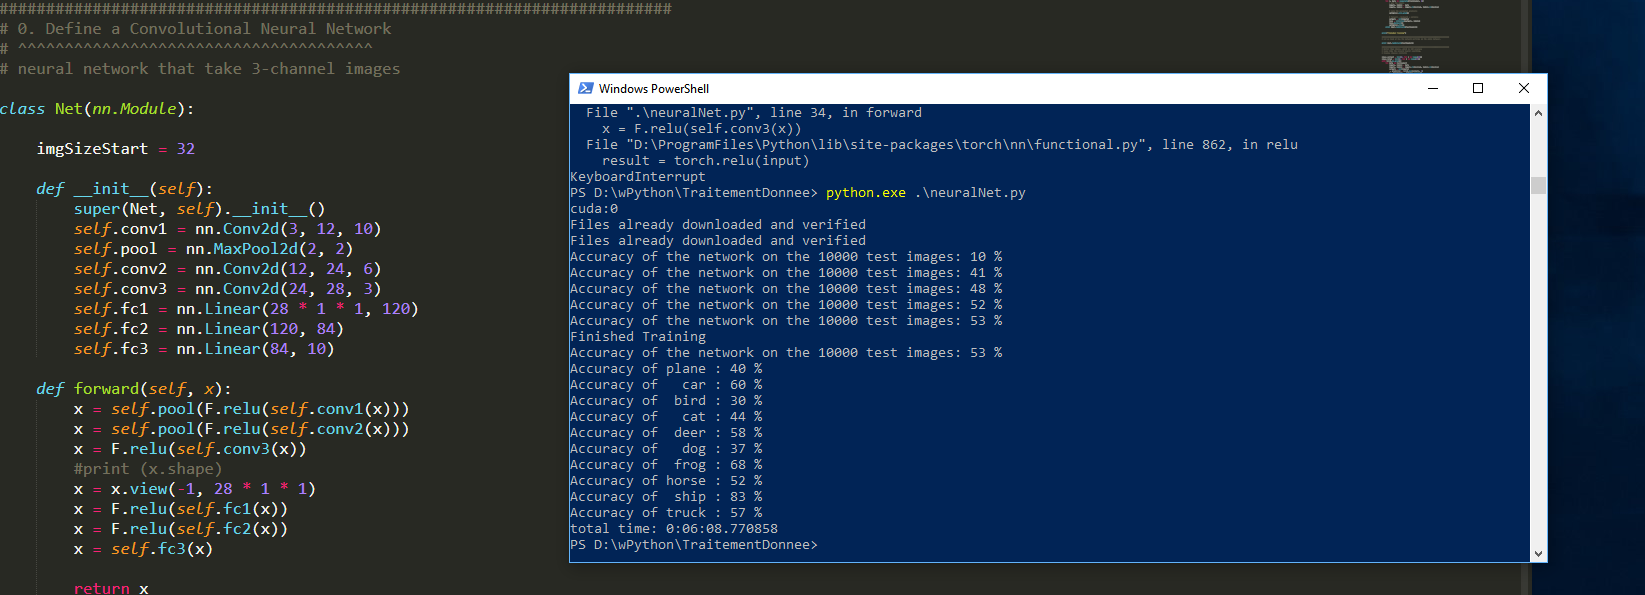 ################################################################################
# 0. Define a Convolutional Neural Network
# ^^^^^^^^^^^^^^^^^^^^^^^^^^^^^^^^^^^^^^
# neural network that take 3-channel images
class Net(nn.Module):
imgSizeStart = 32
def __init__(self):
super(Net, self).__init__()
self.conv1 = nn.Conv2d(3, 12, 10)
self.pool = nn.MaxPool2d(2, 2)
self.conv2 = nn.Conv2d(12, 24, 6)
self.conv3 = nn.Conv2d(24, 28, 3)
self.fc1 = nn.Linear(28 * 1 * 1, 120)
self.fc2 = nn.Linear(120, 84)
self.fc3 = nn.Linear(84, 10)
def forward(self, x):
x = self.pool(F.relu(self.conv1(x)))
x = self.pool(F.relu(self.conv2(x)))
x = F.relu(self.conv3(x))
#print (x.shape)
x = x.view(-1, 28 * 1 * 1)
x = F.relu(self.fc1(x))
x = F.relu(self.fc2(x))
x = self.fc3(x)
return x
Windows PowerShell
File ".\neuralNet.py", line 34, in forward
x = F.relu(self.conv3(x))
File "D:\ProgramFiles\Python\lib\site-packages\torch\nn\functional.py", line 862, in relu
result = torch.relu(input)
KeyboardInterrupt
PS D:\wPython\TraitementDonnee> python.exe .\neuralNet.py
cuda:0
Files already downloaded and verified
Files already downloaded and verified
Accuracy of the network on the 10000 test images: 10 %
Accuracy of the network on the 10000 test images: 41 %
Accuracy of the network on the 10000 test images: 48 %
Accuracy of the network on the 10000 test images: 52 %
Accuracy of the network on the 10000 test images: 53 %
Finished Training
Accuracy of the network on the 10000 test images: 53 %
Accuracy of plane : 40 %
Accuracy of   car : 60 %
Accuracy of  bird : 30 %
Accuracy of   cat : 44 %
Accuracy of  deer : 58 %
Accuracy of   dog : 37 %
Accuracy of  frog : 68 %
Accuracy of horse : 52 %
Accuracy of  ship : 83 %
Accuracy of truck : 57 %
total time: 0:06:08.770858
PS D:\wPython\TraitementDonnee>